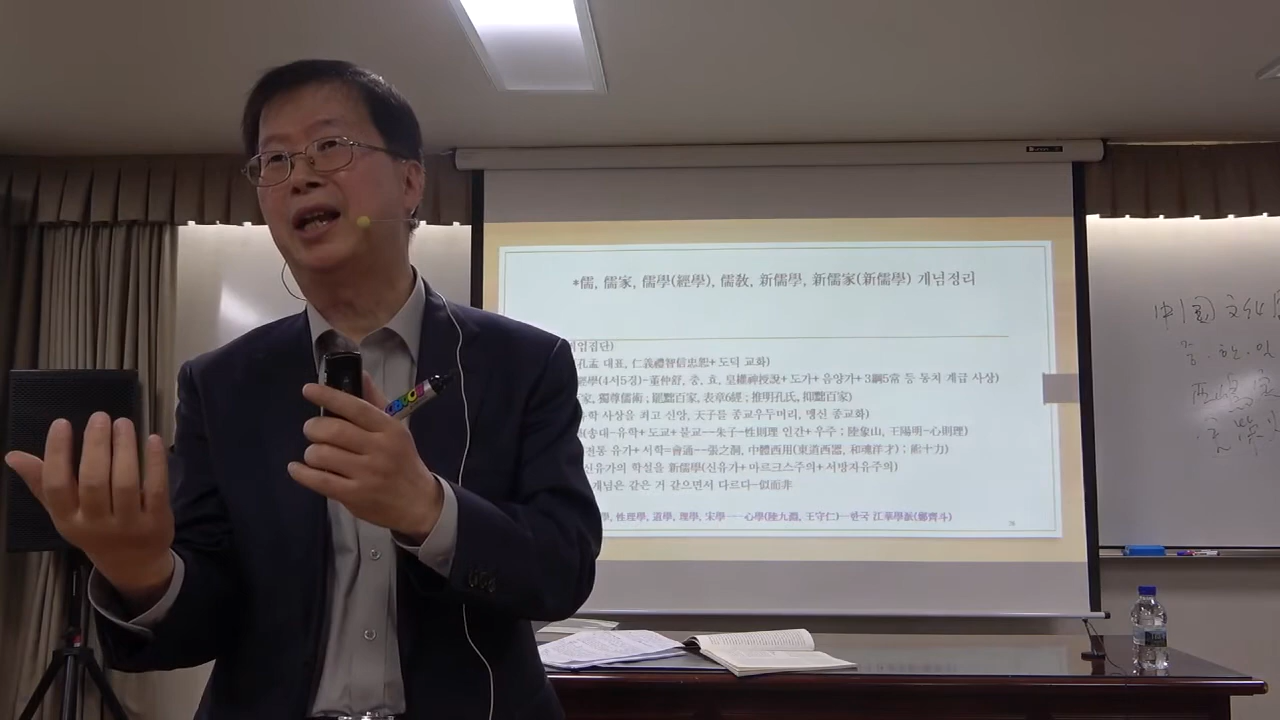 *儒, 儒家, 儒學(經學), 儒敎, 新儒學, 新儒家(新儒學) 개념정리
업집단)
孔孟 대표, 仁義禮智信忠恕+도덕 교화)
經學(4서5경)-董仲舒, 중, 효, 皇權神授說+도가+음양가+3綱5常 등 통치 계급 사상)
家, 獨尊儒術; 罷黜百家, 表章6經; 推明孔氏, 抑黜百家)
학 사상을 최고 신앙, 天子를 종교우두머리, 맹신 종교화)
(송대-유학+도교+불교--朱子-性則理 인간+우주; 陸象山, 王陽明-心則理)
전통 유가+서학=會通--張之洞, 中體西用(東道西器, 和魂洋才); 熊十力)
신유가의 학설을 新儒學(신유가+마르크스주의+서방자유주의)
개념은 같은 거 같으면서 다르다-似而非
學, 性理學, 道學, 理學, 宋學---心學(陸九淵, 王守仁)--한국 江華學派(鄭齊斗)
中國文化
중.한.일